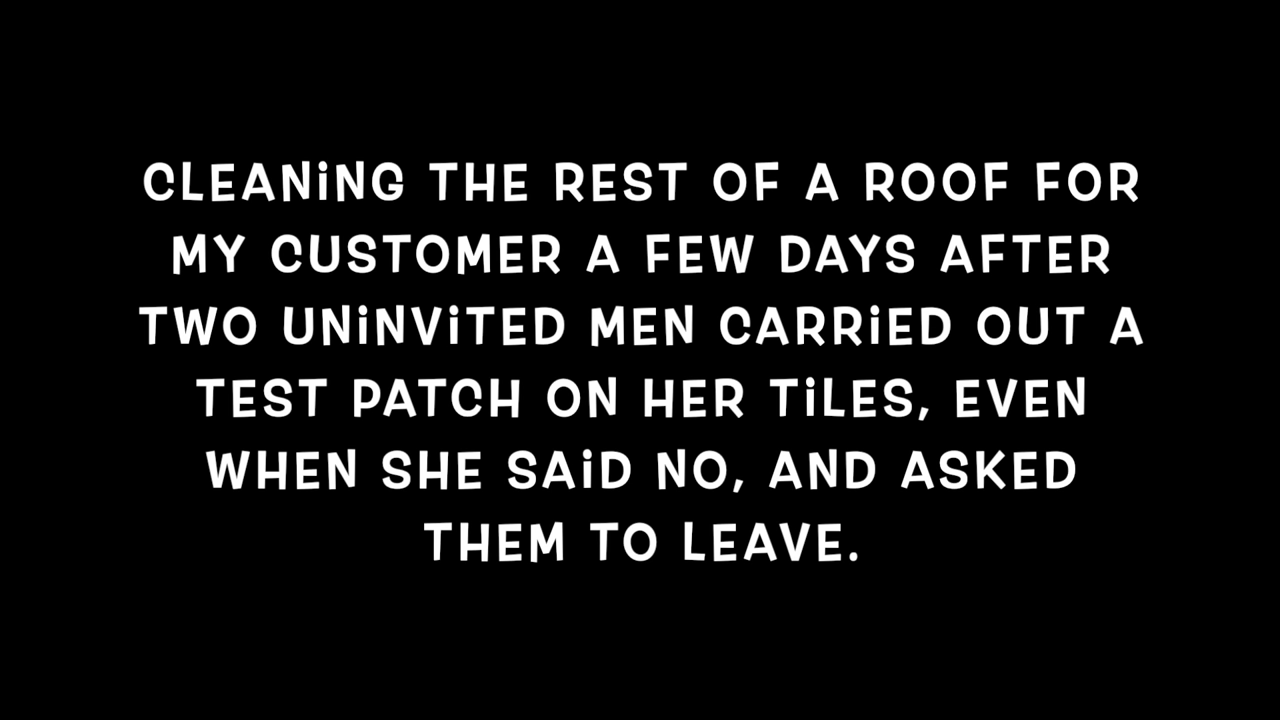 CLEANiNG THE REST OF A ROOF FOR
MY CUSTOMER A FEW DAYS AFTER
TWO UNiNViTED MEN CARRiED OUT A
TEST PATCH ON HER TiLES, EVEN
WHEN SHE SAiD NO, AND ASKED
THEM TO LEAVE.